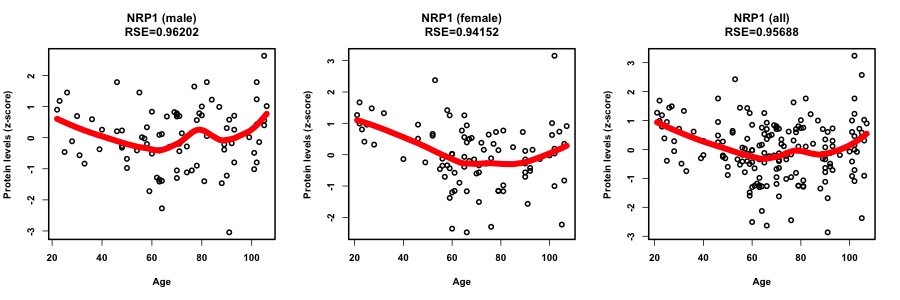 NRP1 (male)
RSE=0.96202
Protein levels (z-score)
2
1
0
-1
-2
-3
20
40
60
80
100
Age
NRP1 (female)
RSE=0.94152
Protein levels (z-score)
3
2
1
0
-1
-2
20
40
60
80
100
Age
NRP1 (all)
RSE=0.95688
Protein levels (z-score)
3
2
1
0
-1
-2
-3
20
40
60
80
100
Age